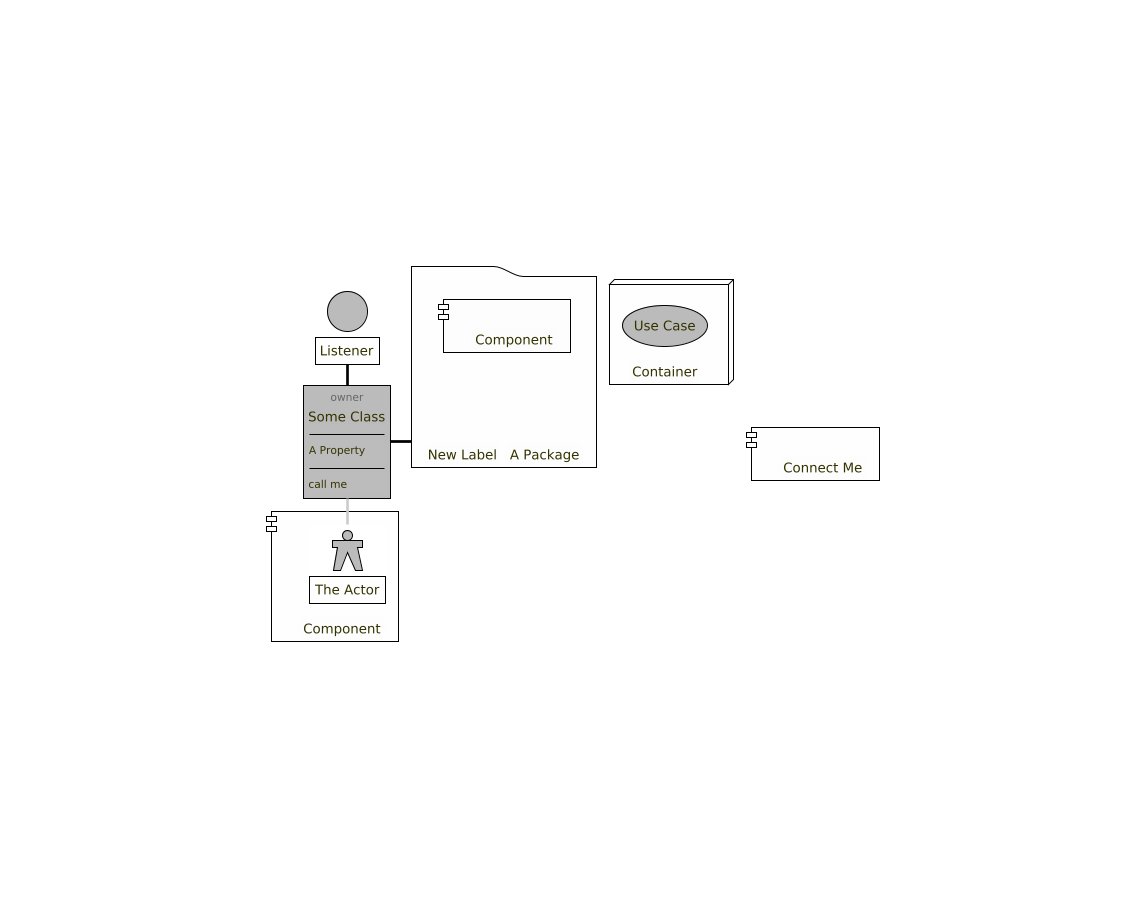 Listener
owner
Some Class
A Property
call me
The Actor
Component
Component
New Label
A Package
Use Case
Container
Connect Me